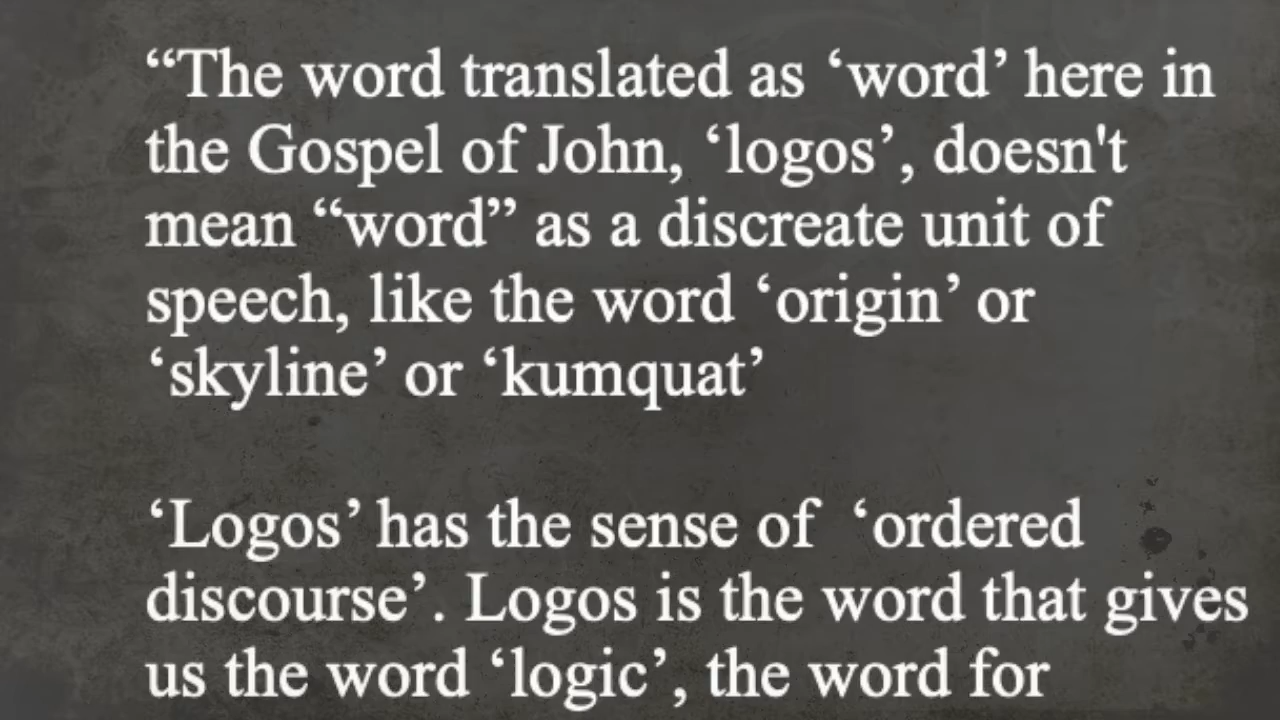 “The word translated as ‘word’ here in
the Gospel of John, ‘logos’, doesn't
mean “word” as a discreate unit of
speech, like the word ‘origin’ or
‘skyline’ or ‘kumquat’
‘Logos’ has the sense of  ‘ordered
discourse’. Logos is the word that gives
us the word ‘logic’, the word for